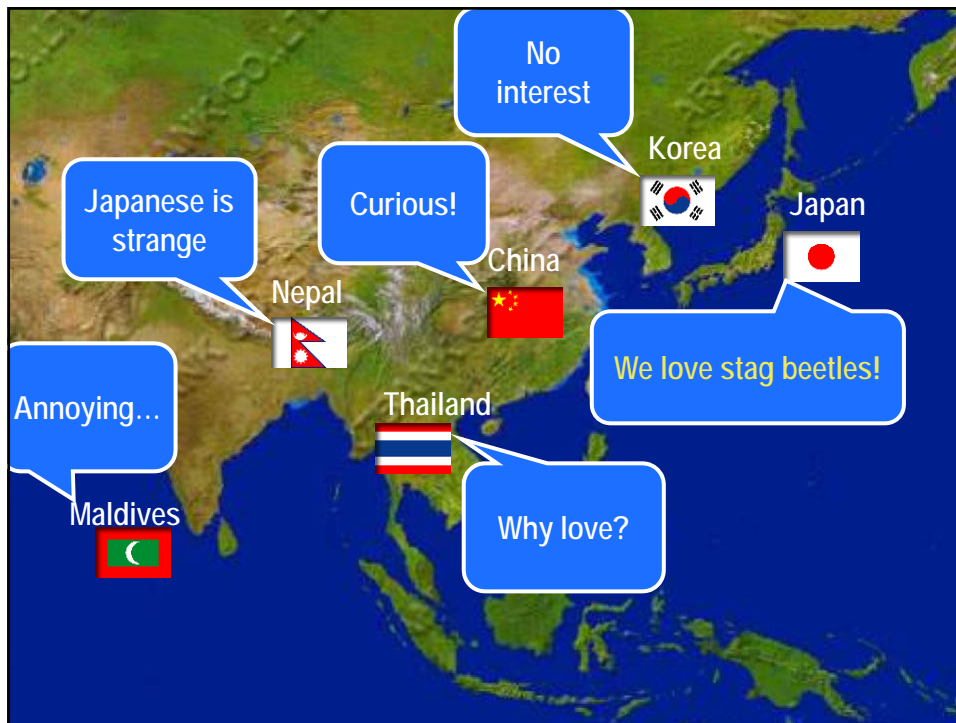 No
interest
Korea
Japanese is
strange
Curious!
Japan
China
Nepal
We love stag beetles!
Annoying...
Thailand
Maldives
Why love?